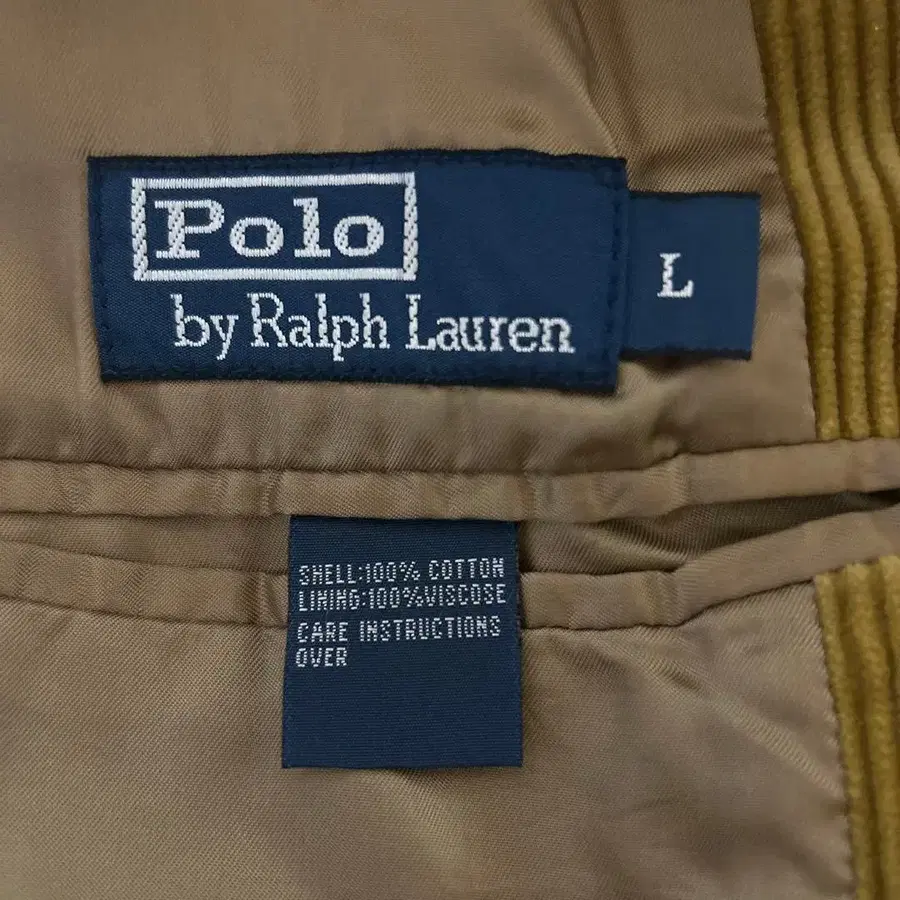 Polo
by Ralph Lauren
L
SHELL:100% COTTON
LINING:100%VISCOSE
CARE INSTRUCTIONS
OVER